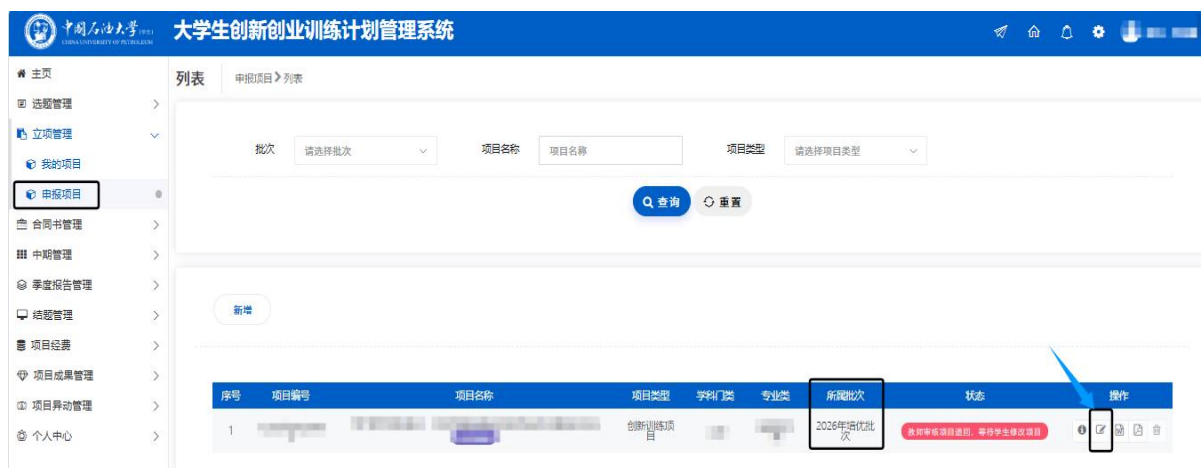 中国石油大学(华东) 大学生创新创业训练计划管理系统
CHINA UNIVERSITY OF PETROLEUM
主页
列表 申报项目 列表
选题管理
立项管理
批次 请选择批次 项目名称 项目名称 项目类型 请选择项目类型
我的项目
申报项目
查询 重置
合同书管理
中期管理
季度报告管理
新增
结题管理
项目经费
项目成果管理
序号 项目编号 项目名称 项目类型 学科门类 专业类 所属批次 状态 操作
项目异动管理
1 创新训练项目 2026年培优批次 教师审核项目退回，等待学生修改项目
个人中心